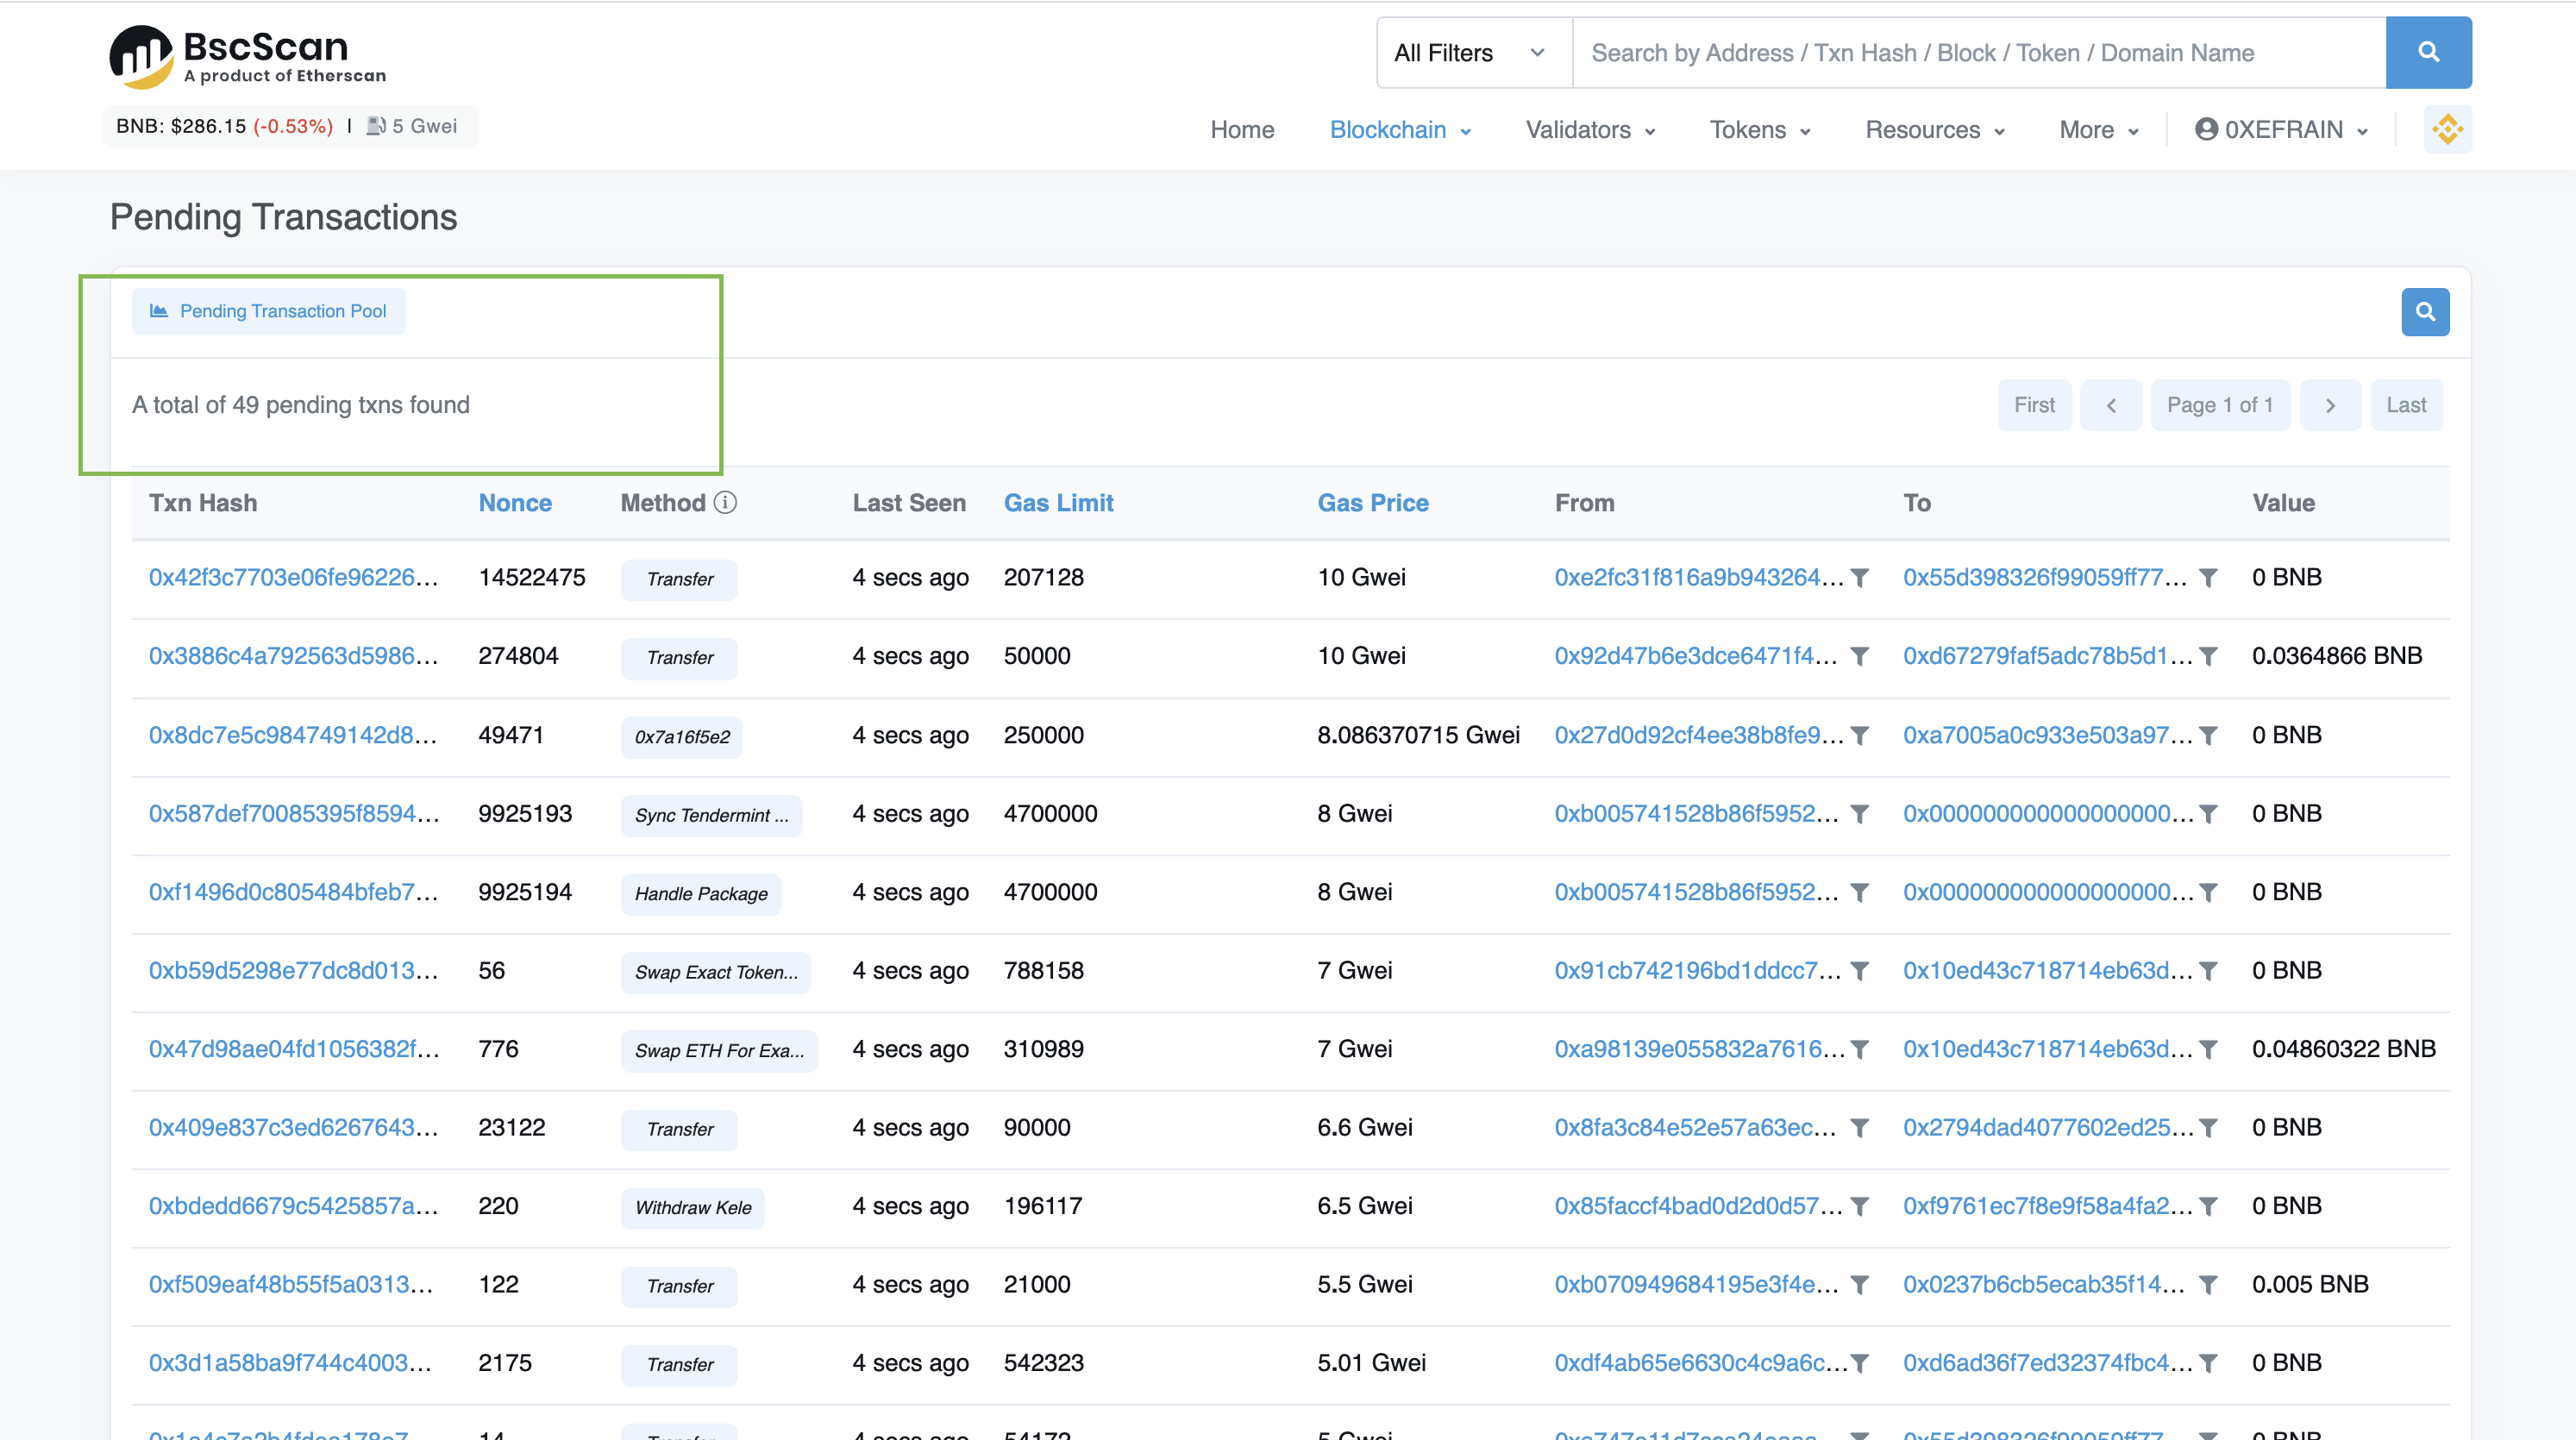 BscScan
A product of Etherscan
All Filters Search by Address / Txn Hash / Block / Token / Domain Name
BNB: $286.15 (-0.53%) | 5 Gwei
Home Blockchain Validators Tokens Resources More 0XEFRAIN
Pending Transactions
Pending Transaction Pool
A total of 49 pending txns found First Page 1 of 1 Last
Txn Hash Nonce Method Last Seen Gas Limit Gas Price From To Value
0x42f3c7703e06fe96226... 14522475 Transfer 4 secs ago 207128 10 Gwei 0xe2fc31f816a9b943264... 0x55d398326f99059ff77... 0 BNB
0x3886c4a792563d5986... 274804 Transfer 4 secs ago 50000 10 Gwei 0x92d47b6e3dce6471f4... 0xd67279faf5adc78b5d1... 0.0364866 BNB
0x8dc7e5c984749142d8... 49471 0x7a16f5e2 4 secs ago 250000 8.086370715 Gwei 0x27d0d92cf4ee38b8fe9... 0xa7005a0c933e503a97... 0 BNB
0x587def70085395f8594... 9925193 Sync Tendermint ... 4 secs ago 4700000 8 Gwei 0xb005741528b86f5952... 0x000000000000000000... 0 BNB
0xf1496d0c805484bfeb7... 9925194 Handle Package 4 secs ago 4700000 8 Gwei 0xb005741528b86f5952... 0x000000000000000000... 0 BNB
0xb59d5298e77dc8d013... 56 Swap Exact Token... 4 secs ago 788158 7 Gwei 0x91cb742196bd1ddcc7... 0x10ed43c718714eb63d... 0 BNB
0x47d98ae04fd1056382f... 776 Swap ETH For Exa... 4 secs ago 310989 7 Gwei 0xa98139e055832a7616... 0x10ed43c718714eb63d... 0.04860322 BNB
0x409e837c3ed6267643... 23122 Transfer 4 secs ago 90000 6.6 Gwei 0x8fa3c84e52e57a63ec... 0x2794dad4077602ed25... 0 BNB
0xbdedd6679c5425857a... 220 Withdraw Kele 4 secs ago 196117 6.5 Gwei 0x85faccf4bad0d2d0d57... 0xf9761ec7f8e9f58a4fa2... 0 BNB
0xf509eaf48b55f5a0313... 122 Transfer 4 secs ago 21000 5.5 Gwei 0xb070949684195e3f4e... 0x0237b6cb5ecab35f14... 0.005 BNB
0x3d1a58ba9f744c4003... 2175 Transfer 4 secs ago 542323 5.01 Gwei 0xdf4ab65e6630c4c9a6c... 0xd6ad36f7ed32374fbc4... 0 BNB
14 Transfer 4 secs ago 54172 5 Gwei 0x55d398326f99059ff77... 0 BNB